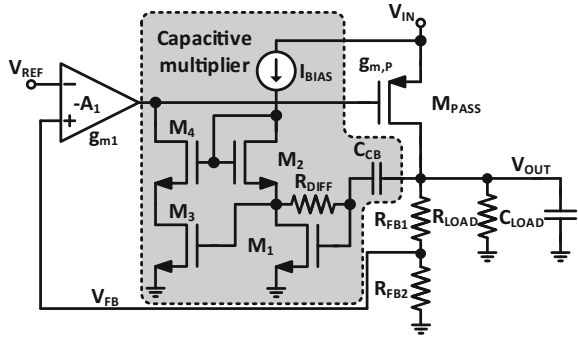 Capacitive
multiplier
V_IN
I_BIAS
g_m,P
V_REF
-A_1
g_m1
M_PASS
M_4
M_2
C_CB
V_OUT
R_DIFF
M_3
M_1
R_FB1
R_LOAD
C_LOAD
V_FB
R_FB2